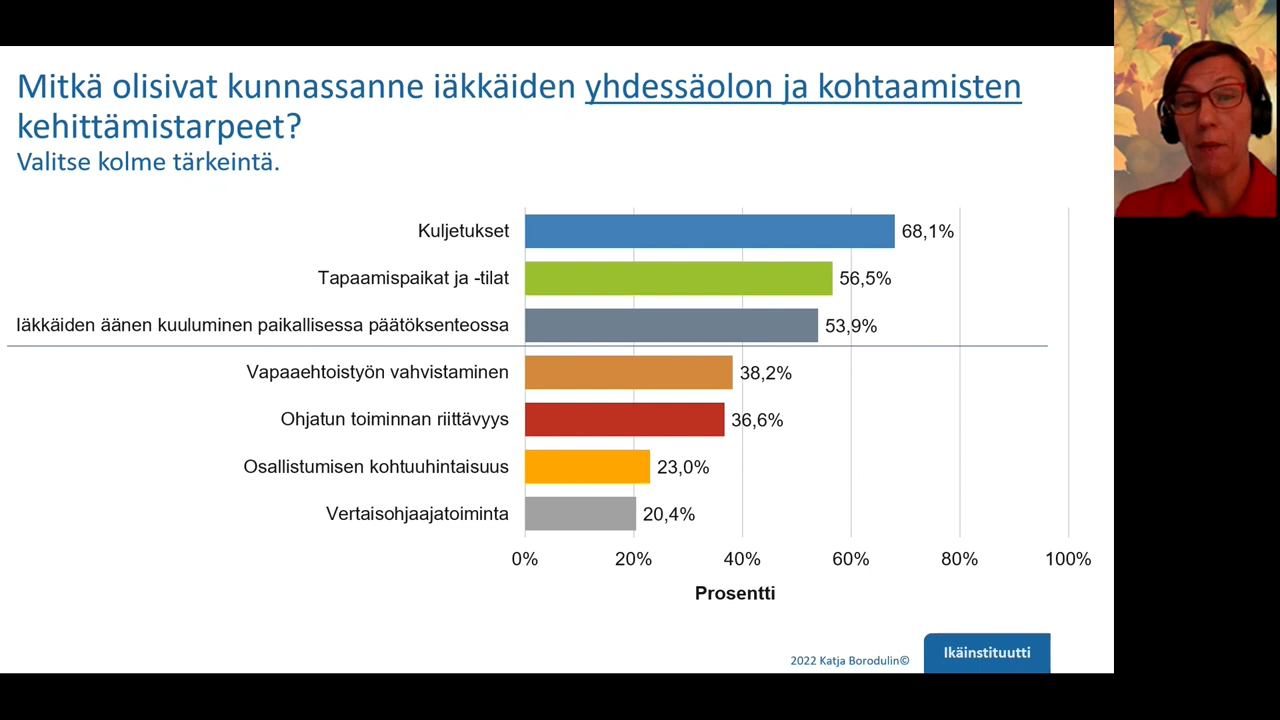 Mitkä olisivat kunnassanne iäkkäiden yhdessäolon ja kohtaamisten
kehittämistarpeet?
Valitse kolme tärkeintä.
Kuljetukset 68,1%
Tapaamispaikat ja -tilat 56,5%
Iäkkäiden äänen kuuluminen paikallisessa päätöksenteossa 53,9%
Vapaaehtoistyön vahvistaminen 38,2%
Ohjatun toiminnan riittävyys 36,6%
Osallistumisen kohtuuhintaisuus 23,0%
Vertaisohjaajatoiminta 20,4%
0% 20% 40% 60% 80% 100%
Prosentti
2022 Katja Borodulin©
Ikäinstituutti